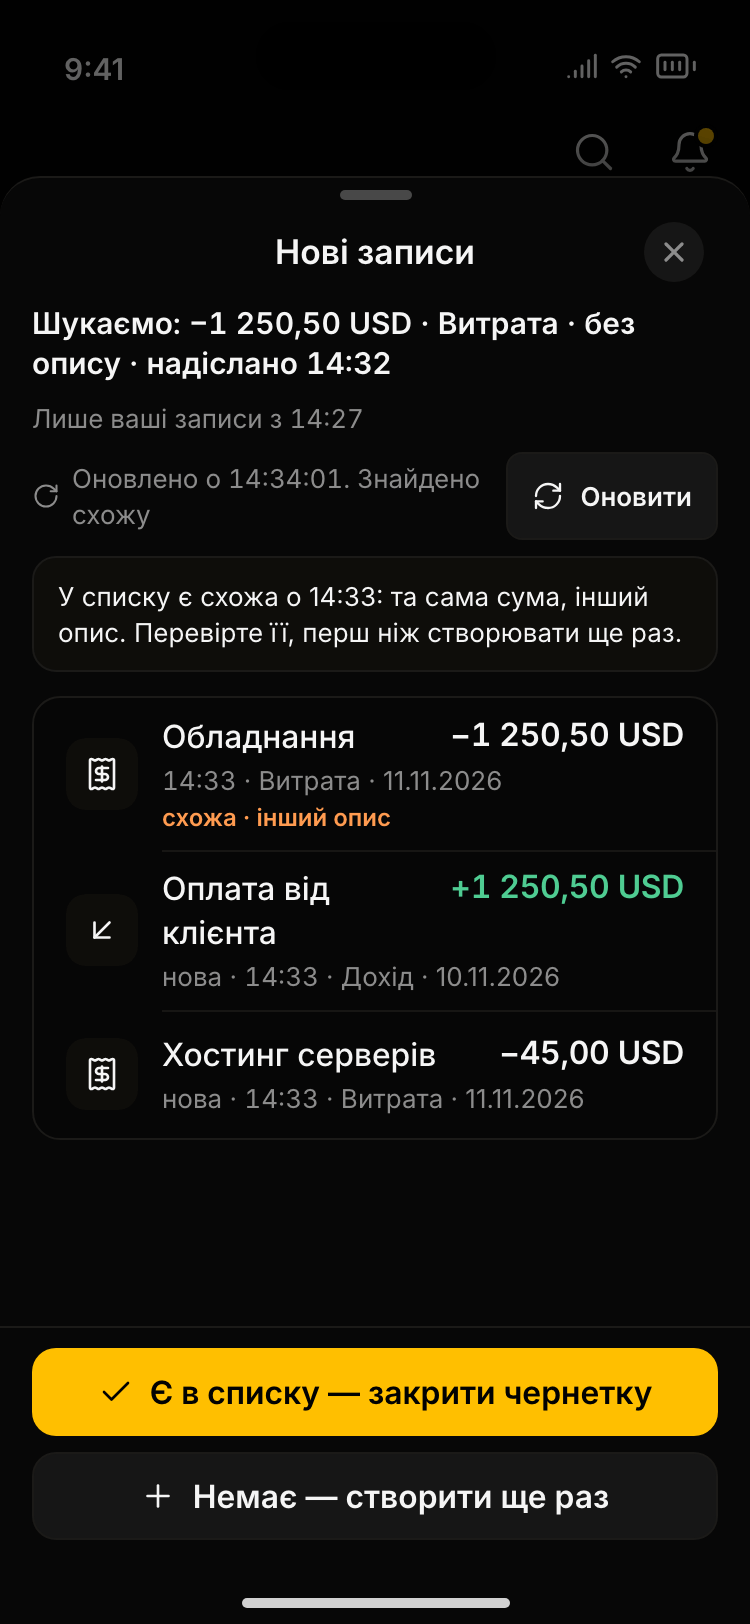 9:41
Нові записи
Шукаємо: −1 250,50 USD · Витрата · без
опису · надіслано 14:32
Лише ваші записи з 14:27
Оновлено о 14:34:01. Знайдено
схожу
Оновити
У списку є схожа о 14:33: та сама сума, інший
опис. Перевірте її, перш ніж створювати ще раз.
Обладнання −1 250,50 USD
14:33 · Витрата · 11.11.2026
схожа · інший опис
Оплата від +1 250,50 USD
клієнта
нова · 14:33 · Дохід · 10.11.2026
Хостинг серверів −45,00 USD
нова · 14:33 · Витрата · 11.11.2026
Є в списку — закрити чернетку
Немає — створити ще раз